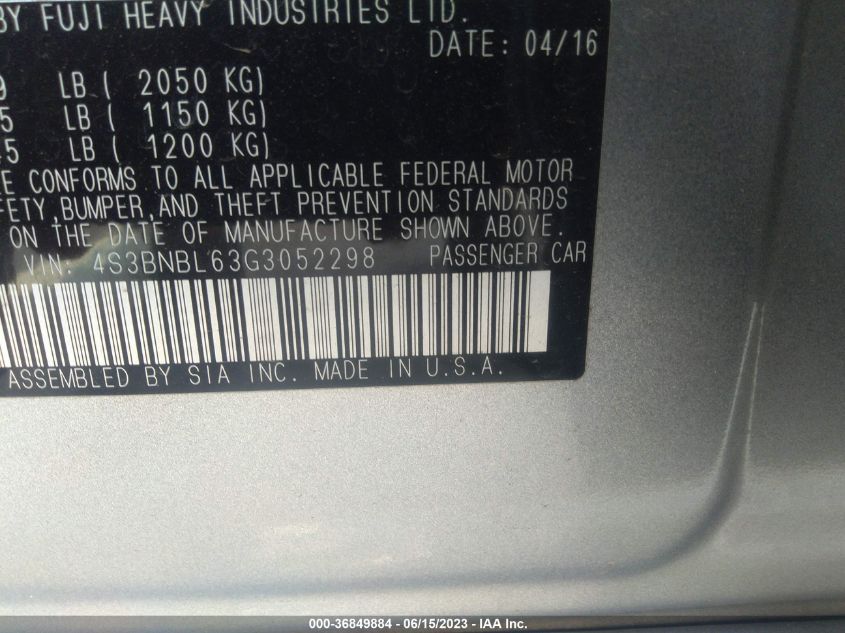 BY FUJI HEAVY INDUSTRIES LTD.
DATE: 04/16
LB ( 2050 KG)
5 LB ( 1150 KG)
5 LB ( 1200 KG)
E CONFORMS TO ALL APPLICABLE FEDERAL MOTOR
FETY,BUMPER,AND THEFT PREVENTION STANDARDS
ON THE DATE OF MANUFACTURE SHOWN ABOVE.
VIN: 4S3BNBL63G3052298 PASSENGER CAR
ASSEMBLED BY SIA INC. MADE IN U.S.A.
000-36849884 - 06/15/2023 - IAA Inc.